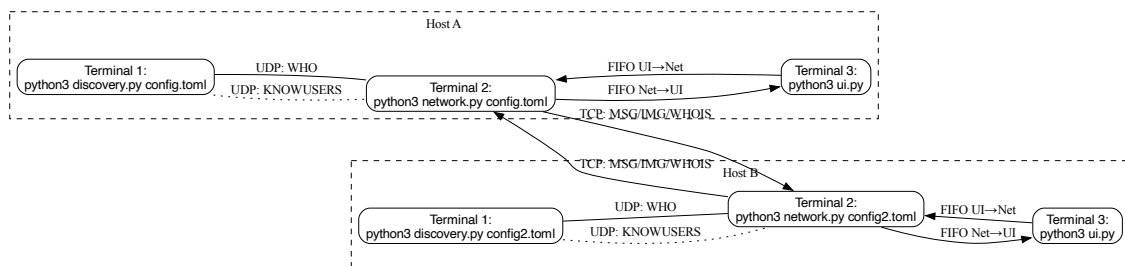 Host A
Terminal 1:
python3 discovery.py config.toml
UDP: WHO
UDP: KNOWUSERS
Terminal 2:
python3 network.py config.toml
FIFO UI→Net
FIFO Net→UI
Terminal 3:
python3 ui.py
TCP: MSG/IMG/WHOIS
TCP: MSG/IMG/WHOIS
Host B
Terminal 1:
python3 discovery.py config2.toml
UDP: WHO
UDP: KNOWUSERS
Terminal 2:
python3 network.py config2.toml
FIFO UI→Net
FIFO Net→UI
Terminal 3:
python3 ui.py